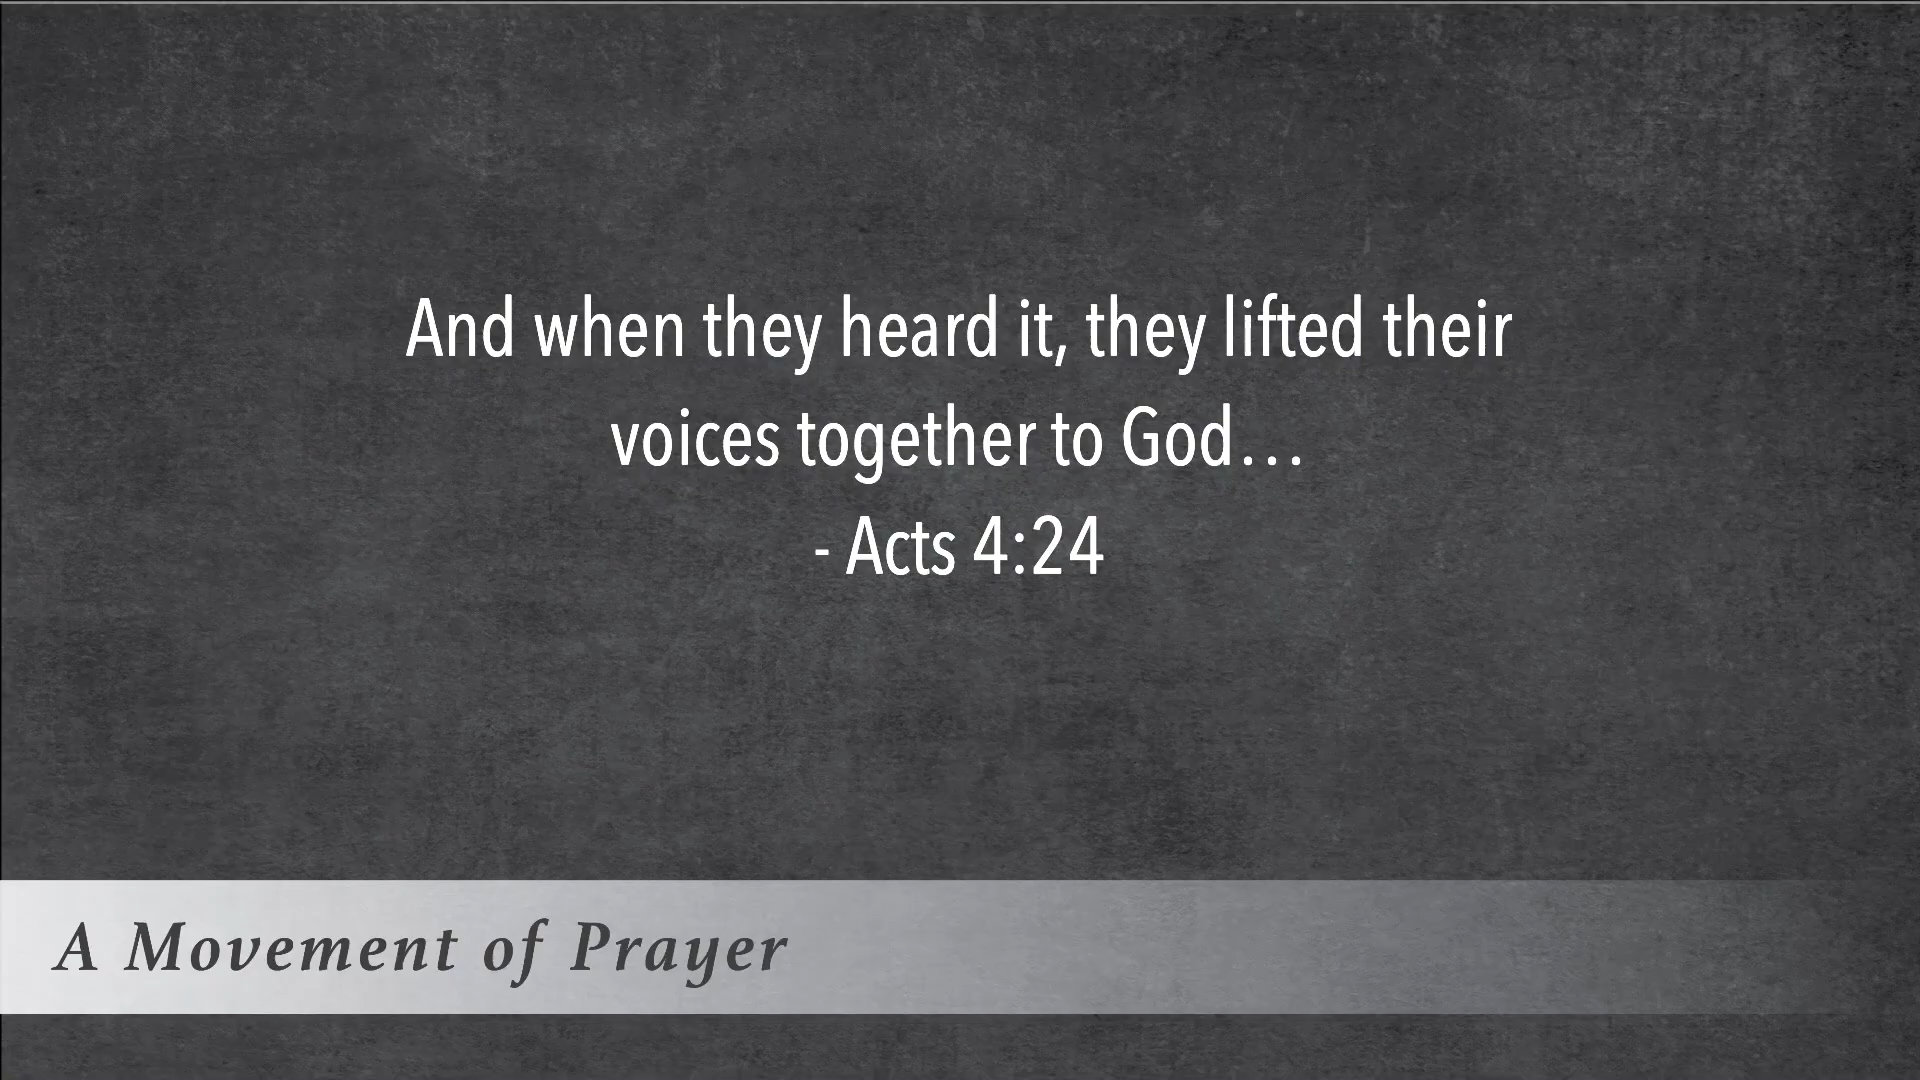 And when they heard it, they lifted their
voices together to God…
- Acts 4:24
A Movement of Prayer